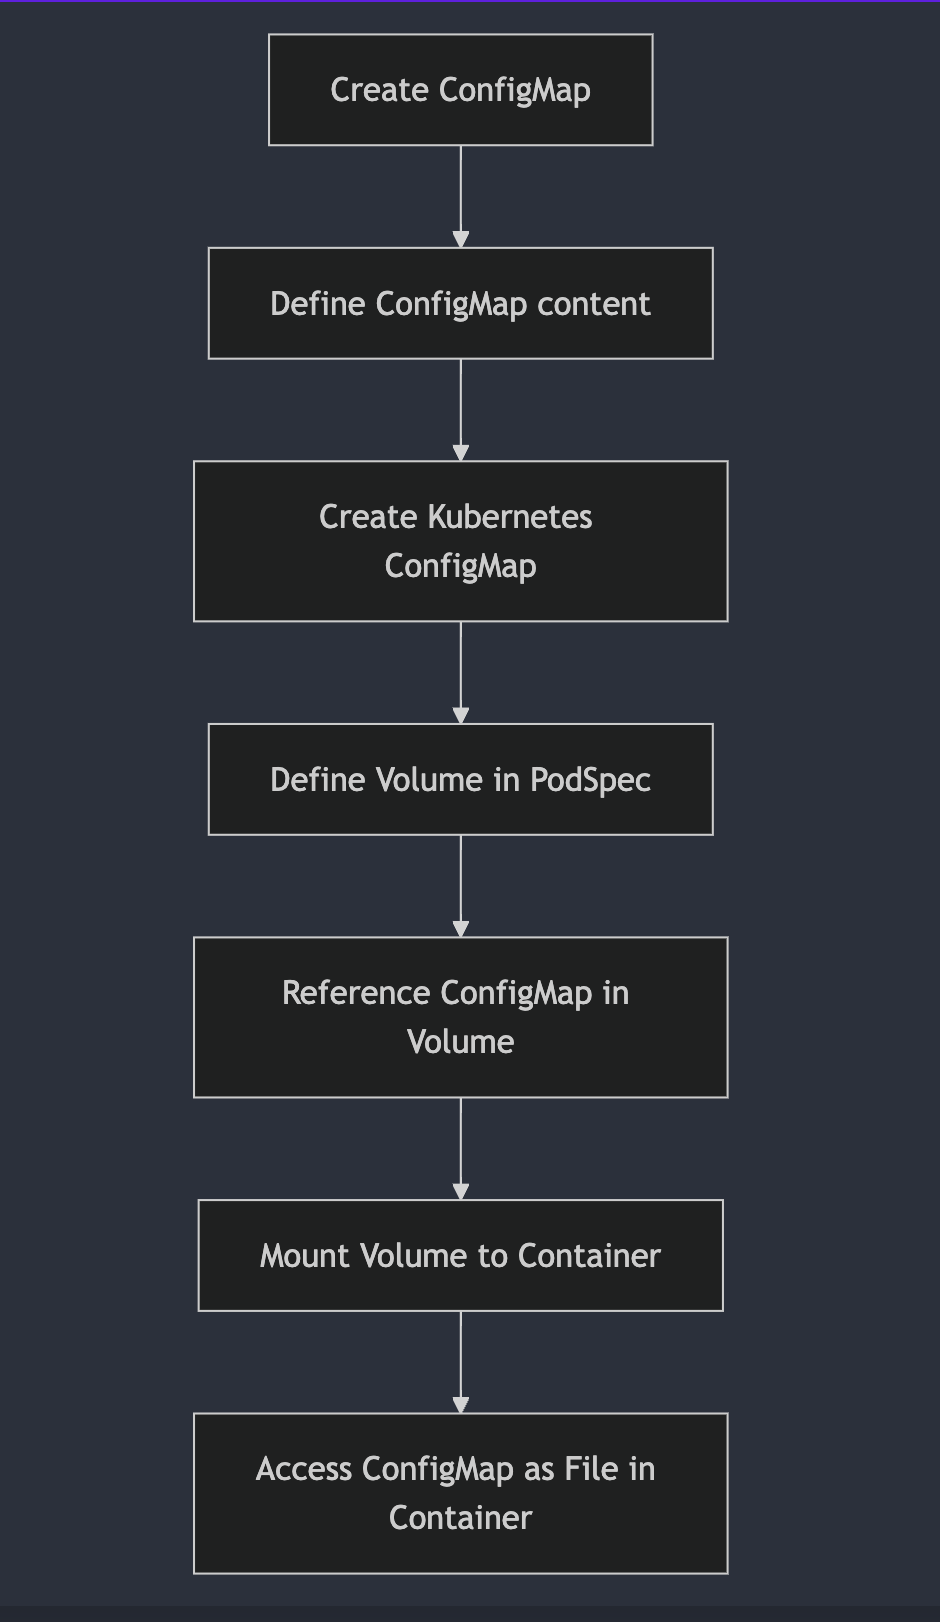 Create ConfigMap
Define ConfigMap content
Create Kubernetes
ConfigMap
Define Volume in PodSpec
Reference ConfigMap in
Volume
Mount Volume to Container
Access ConfigMap as File in
Container